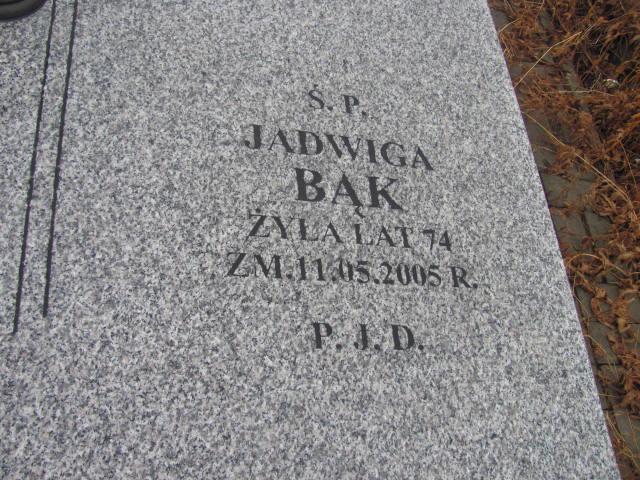 Ś. P.
JADWIGA
BĄK
ŻYŁA LAT 74
ZM.11.05.2005 R.
P. J. D.